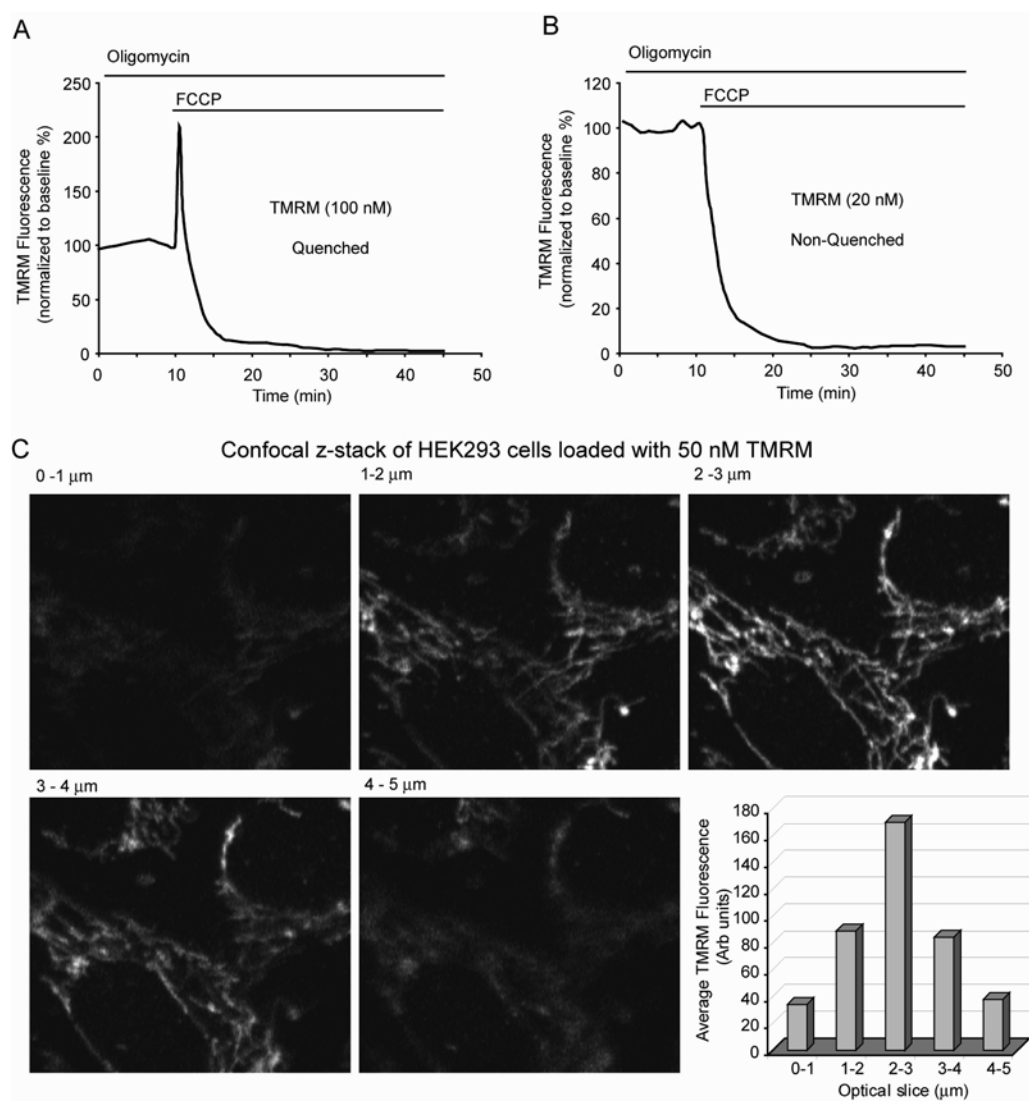 A
Oligomycin
FCCP
250
200
150
100
50
0
TMRM Fluorescence
(normalized to baseline %)
TMRM (100 nM)
Quenched
0 10 20 30 40 50
Time (min)
B
Oligomycin
FCCP
120
100
80
60
40
20
0
TMRM Fluorescence
(normalized to baseline %)
TMRM (20 nM)
Non-Quenched
0 10 20 30 40 50
Time (min)
C
Confocal z-stack of HEK293 cells loaded with 50 nM TMRM
0 -1 μm
1-2 μm
2 -3 μm
3 - 4 μm
4 - 5 μm
180
160
140
120
100
80
60
40
20
0
Average TMRM Fluorescence
(Arb units)
0-1 1-2 2-3 3-4 4-5
Optical slice (μm)